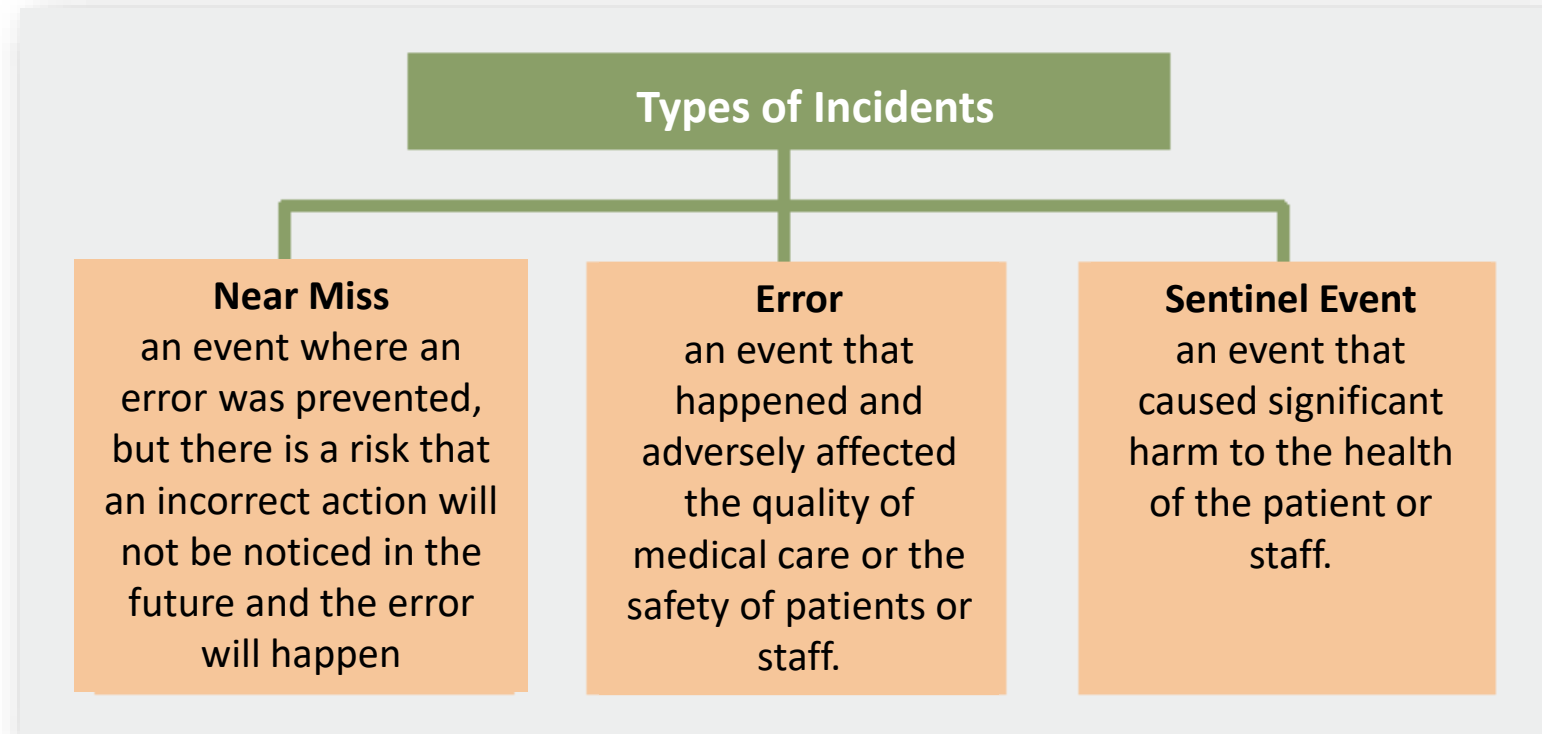 Types of Incidents
Near Miss
an event where an
error was prevented,
but there is a risk that
an incorrect action will
not be noticed in the
future and the error
will happen
Error
an event that
happened and
adversely affected
the quality of
medical care or the
safety of patients or
staff.
Sentinel Event
an event that
caused significant
harm to the health
of the patient or
staff.